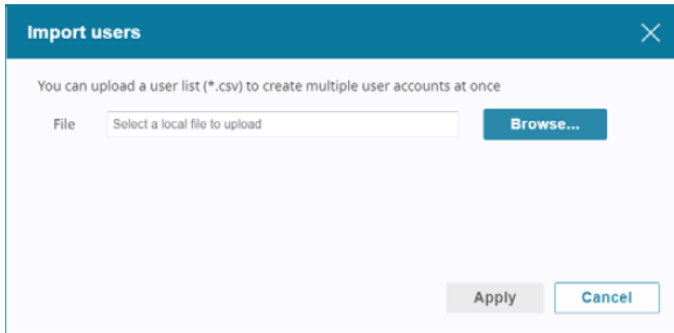 Import users
You can upload a user list (*.csv) to create multiple user accounts at once
File Select a local file to upload Browse...
Apply Cancel